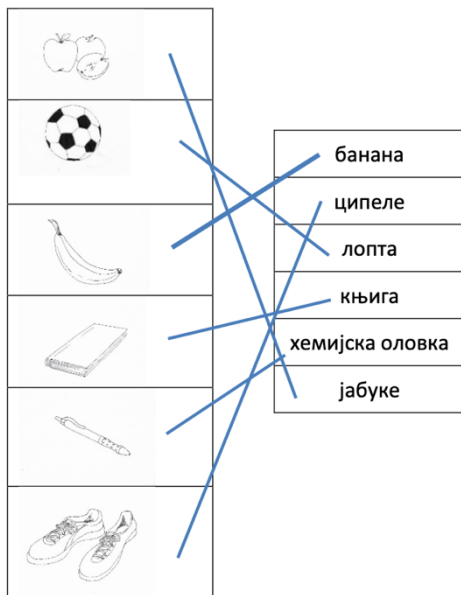 банана
ципеле
лопта
књига
хемијска оловка
јабуке